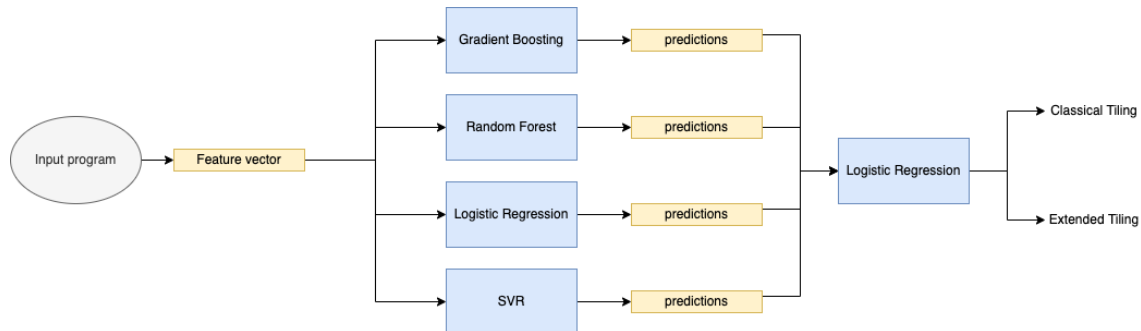 Input program
Feature vector
Gradient Boosting
predictions
Random Forest
predictions
Logistic Regression
predictions
SVR
predictions
Logistic Regression
Classical Tiling
Extended Tiling